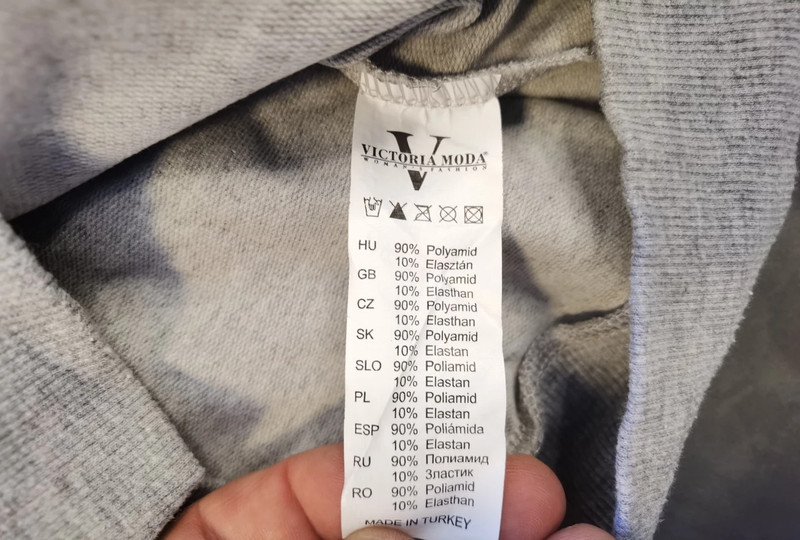 V
VICTORIA MODA
WOMAN'S FASHION
HU 90% Polyamid
10% Elasztán
GB 90% Polyamid
10% Elasthan
CZ 90% Polyamid
10% Elasthan
SK 90% Polyamid
10% Elastan
SLO 90% Poliamid
10% Elastan
PL 90% Poliamid
10% Elastan
ESP 90% Poliámida
10% Elastan
RU 90% Полиамид
10% Зластик
RO 90% Poliamid
10% Elasthan
MADE IN TURKEY